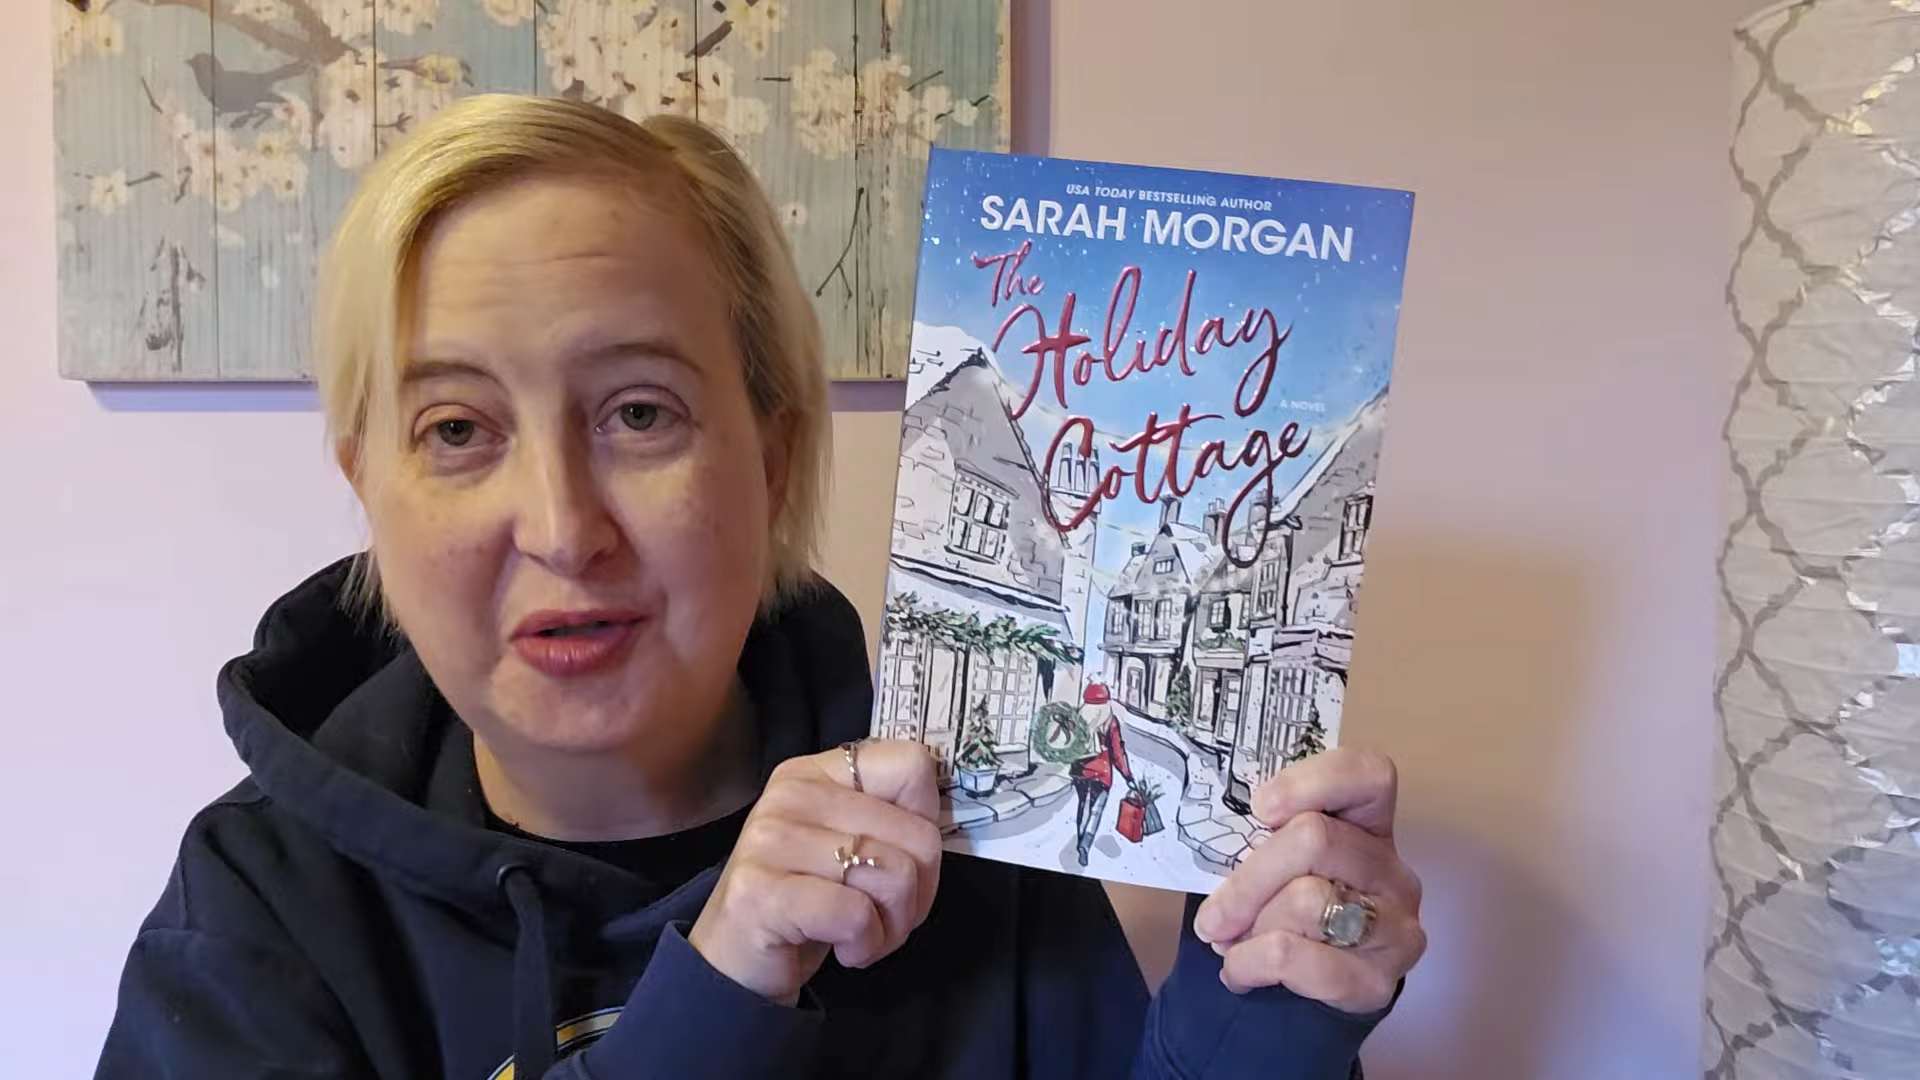 USA TODAY BESTSELLING AUTHOR
SARAH MORGAN
The
Holiday
A NOVEL
Cottage